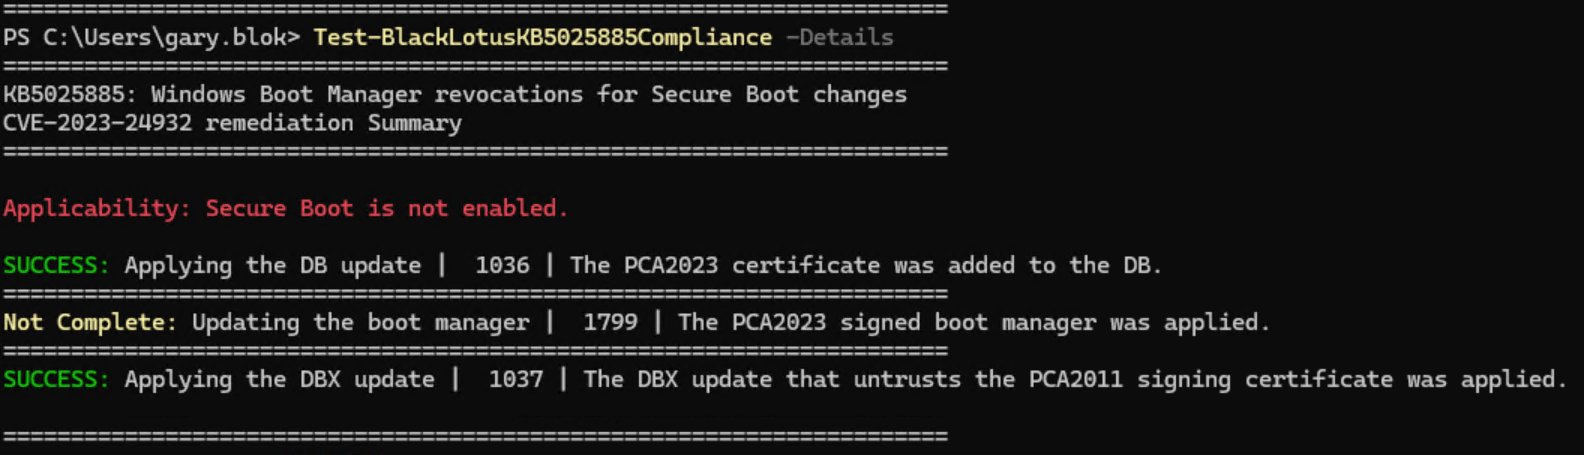 ======================================================================
PS C:\Users\gary.blok> Test-BlackLotusKB5025885Compliance -Details
======================================================================
KB5025885: Windows Boot Manager revocations for Secure Boot changes
CVE-2023-24932 remediation Summary
======================================================================
Applicability: Secure Boot is not enabled.
SUCCESS: Applying the DB update |  1036 | The PCA2023 certificate was added to the DB.
======================================================================
Not Complete: Updating the boot manager |  1799 | The PCA2023 signed boot manager was applied.
======================================================================
SUCCESS: Applying the DBX update |  1037 | The DBX update that untrusts the PCA2011 signing certificate was applied.
======================================================================